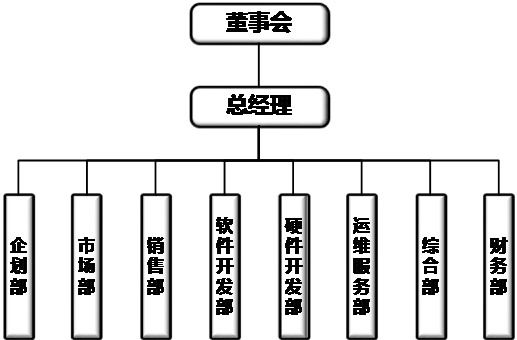 董事会
总经理
企划部
市场部
销售部
软件开发部
硬件开发部
运维服务部
综合部
财务部